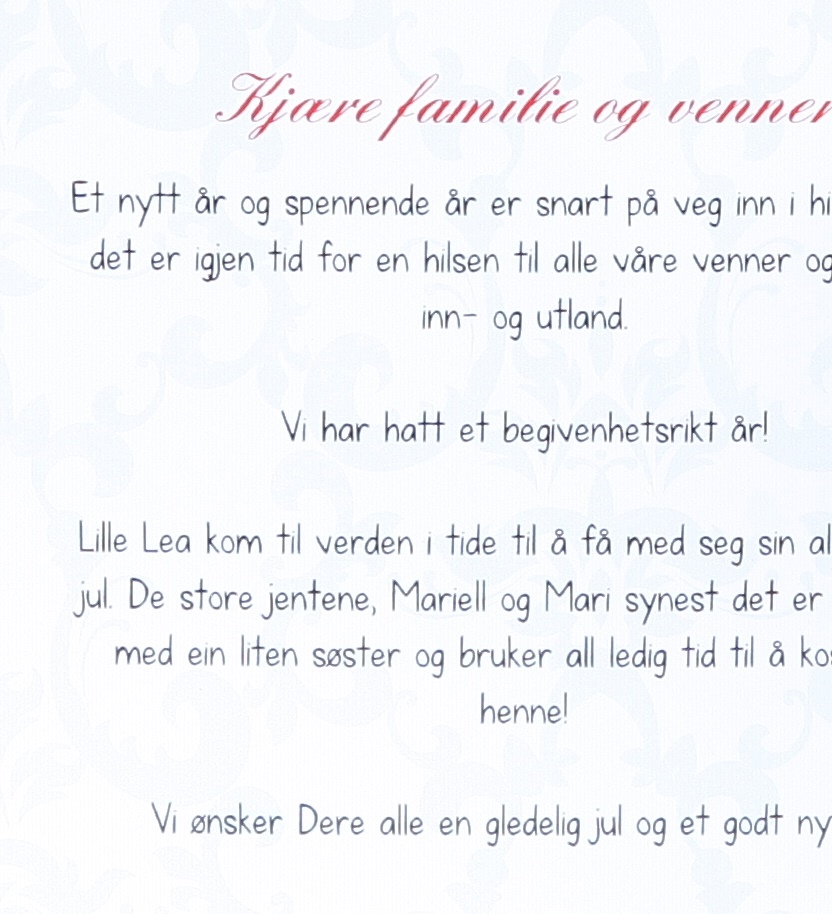 Kjære familie og venner
Et nytt år og spennende år er snart på veg inn i
det er igjen tid for en hilsen til alle våre venner og
inn- og utland.
Vi har hatt et begivenhetsrikt år!
Lille Lea kom til verden i tide til å få med seg sin
jul. De store jentene, Mariell og Mari synest det er
med ein liten søster og bruker all ledig tid til å
henne!
Vi ønsker Dere alle en gledelig jul og et godt